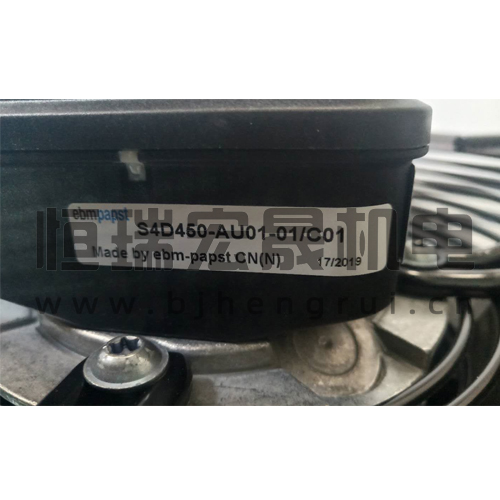 ebmpapst
S4D450-AU01-01/C01
Made by ebm-papst CN(N) 17/2019
恒瑞宏晟机电
www.bjhengrui.cn